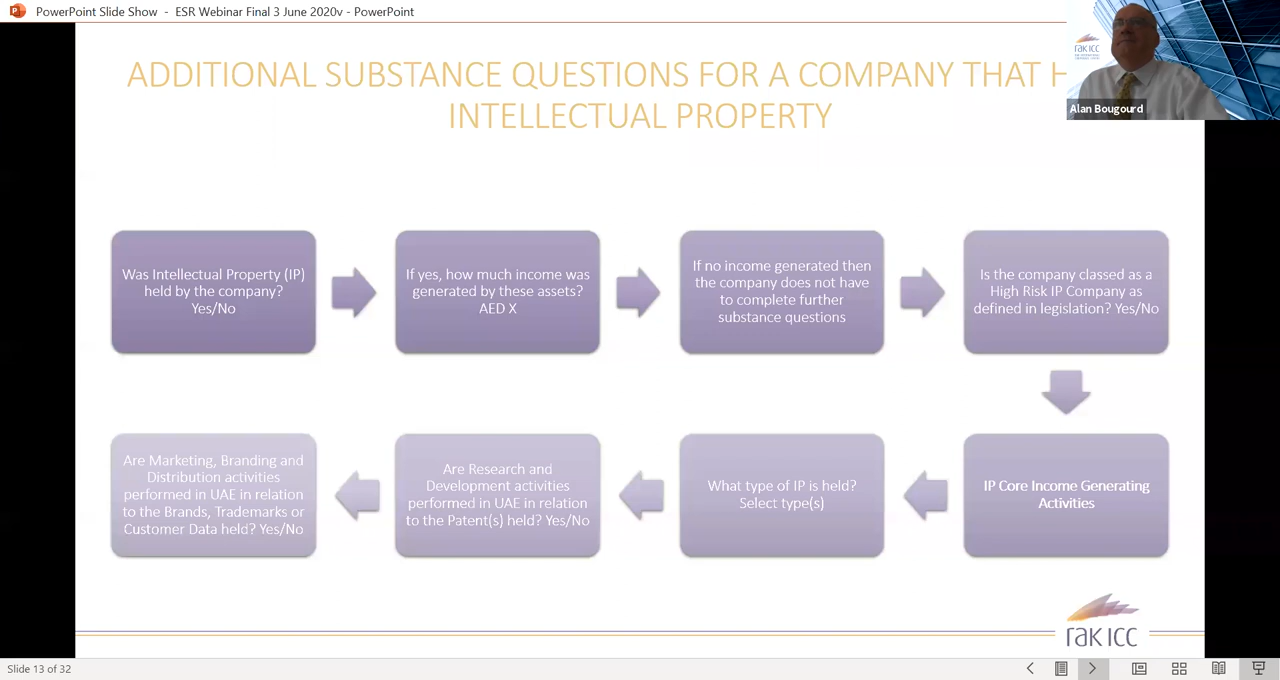 PowerPoint Slide Show - ESR Webinar Final 3 June 2020v - PowerPoint
rak icc
Alan Bougourd
ADDITIONAL SUBSTANCE QUESTIONS FOR A COMPANY THAT H
INTELLECTUAL PROPERTY
Was Intellectual Property (IP)
held by the company?
Yes/No
If yes, how much income was
generated by these assets?
AED X
If no income generated then
the company does not have
to complete further
substance questions
Is the company classed as a
High Risk IP Company as
defined in legislation? Yes/No
IP Core Income Generating
Activities
What type of IP is held?
Select type(s)
Are Research and
Development activities
performed in UAE in relation
to the Patent(s) held? Yes/No
Are Marketing, Branding and
Distribution activities
performed in UAE in relation
to the Brands, Trademarks or
Customer Data held? Yes/No
rak icc
Slide 13 of 32